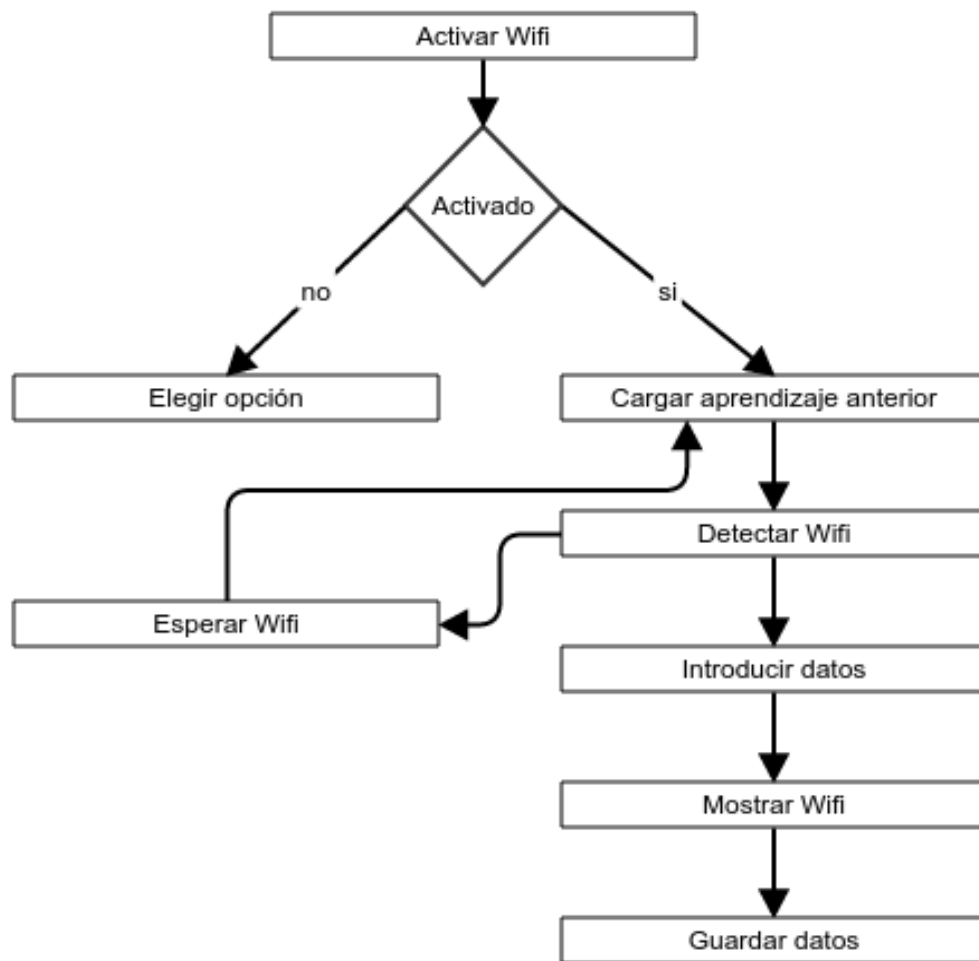 Activar Wifi
Activado
no
si
Elegir opción
Cargar aprendizaje anterior
Detectar Wifi
Esperar Wifi
Introducir datos
Mostrar Wifi
Guardar datos